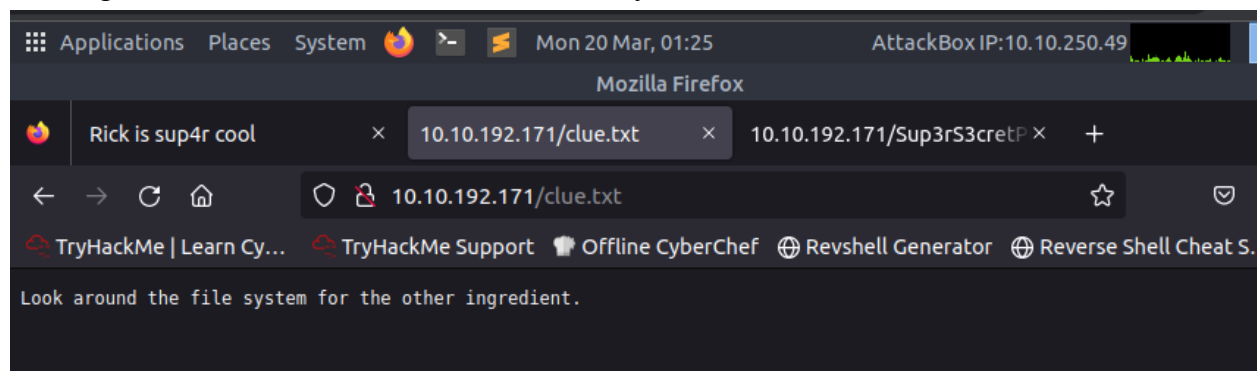 Applications Places System Mon 20 Mar, 01:25 AttackBox IP:10.10.250.49
Mozilla Firefox
Rick is sup4r cool 10.10.192.171/clue.txt 10.10.192.171/Sup3rS3cretP
10.10.192.171/clue.txt
TryHackMe | Learn Cy... TryHackMe Support Offline CyberChef Revshell Generator Reverse Shell Cheat S.
Look around the file system for the other ingredient.